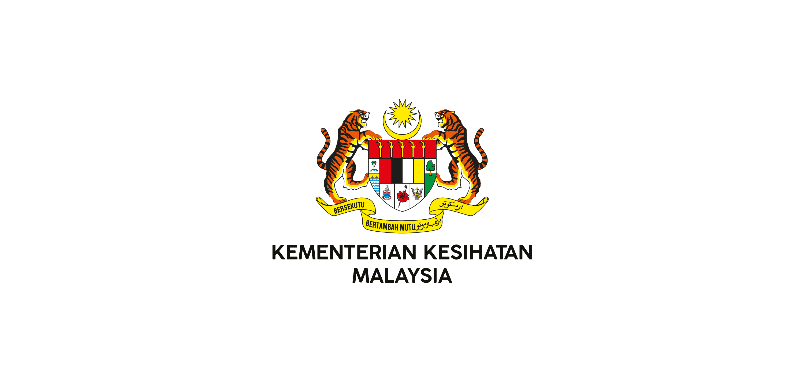 BERSEKUTU
BERTAMBAH MUTU
KEMENTERIAN KESIHATAN
MALAYSIA